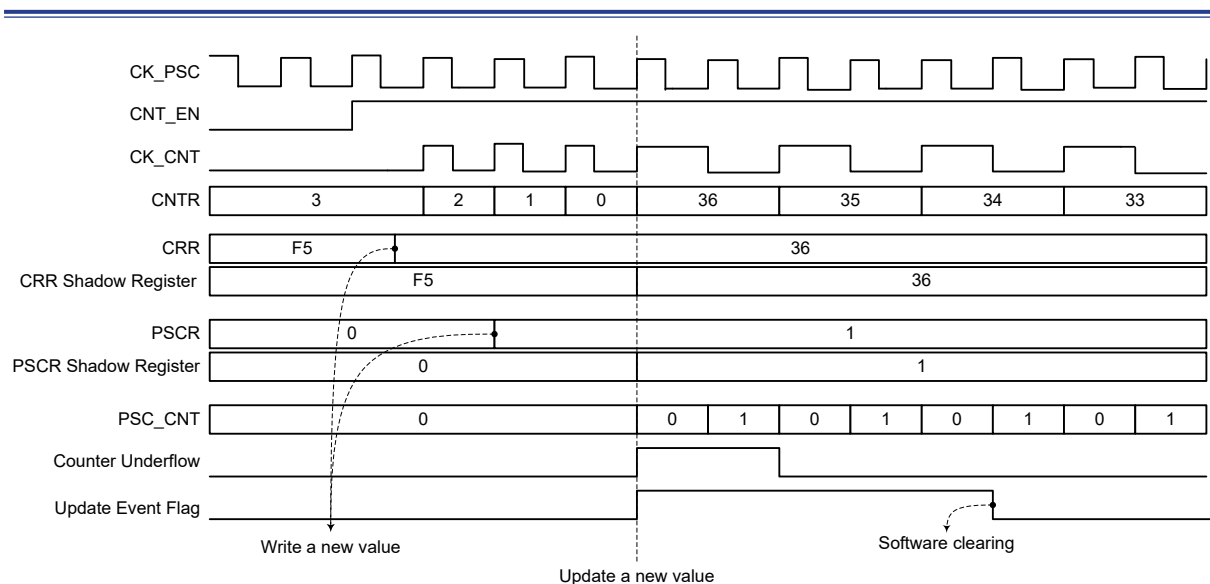 CK_PSC
CNT_EN
CK_CNT
CNTR 3 2 1 0 36 35 34 33
CRR F5 36
CRR Shadow Register F5 36
PSCR 0 1
PSCR Shadow Register 0 1
PSC_CNT 0 0 1 0 1 0 1 0 1
Counter Underflow
Update Event Flag
Write a new value Software clearing
Update a new value